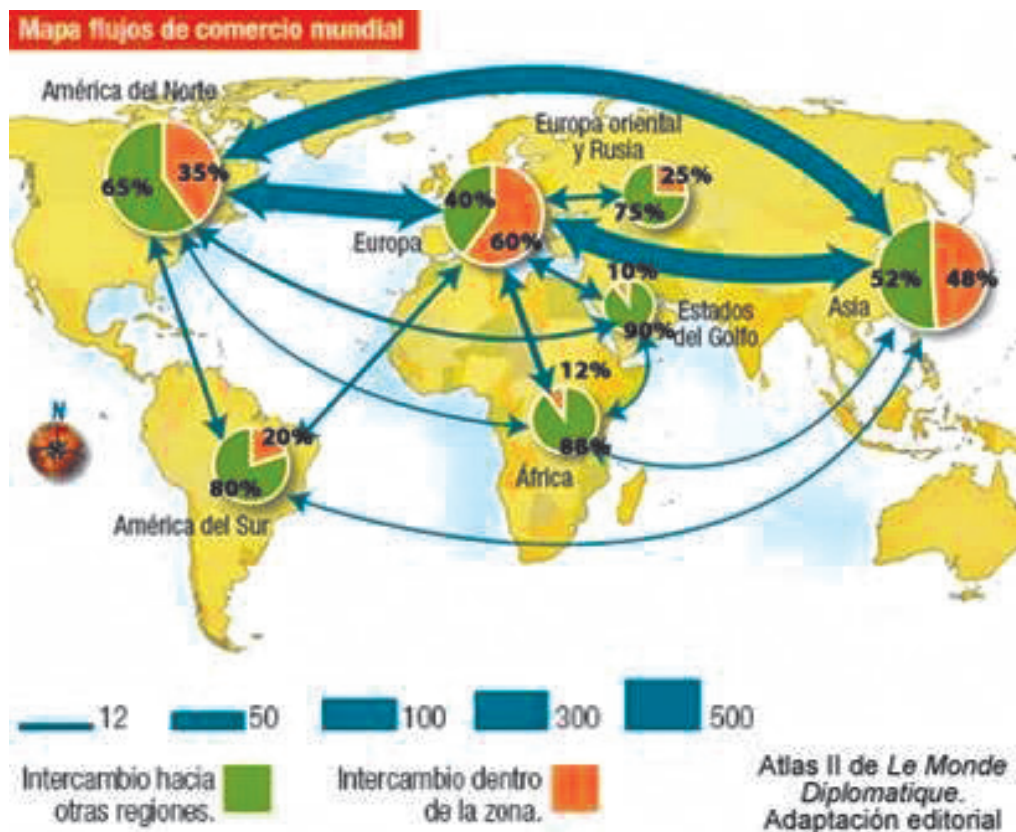 Mapa flujos de comercio mundial
América del Norte
65%
35%
Europa oriental
y Rusia
25%
75%
40%
60%
Europa
10%
90%
Estados
del Golfo
52%
48%
Asia
12%
88%
África
N
20%
80%
América del Sur
12
50
100
300
500
Intercambio hacia
otras regiones.
Intercambio dentro
de la zona.
Atlas II de Le Monde
Diplomatique.
Adaptación editorial